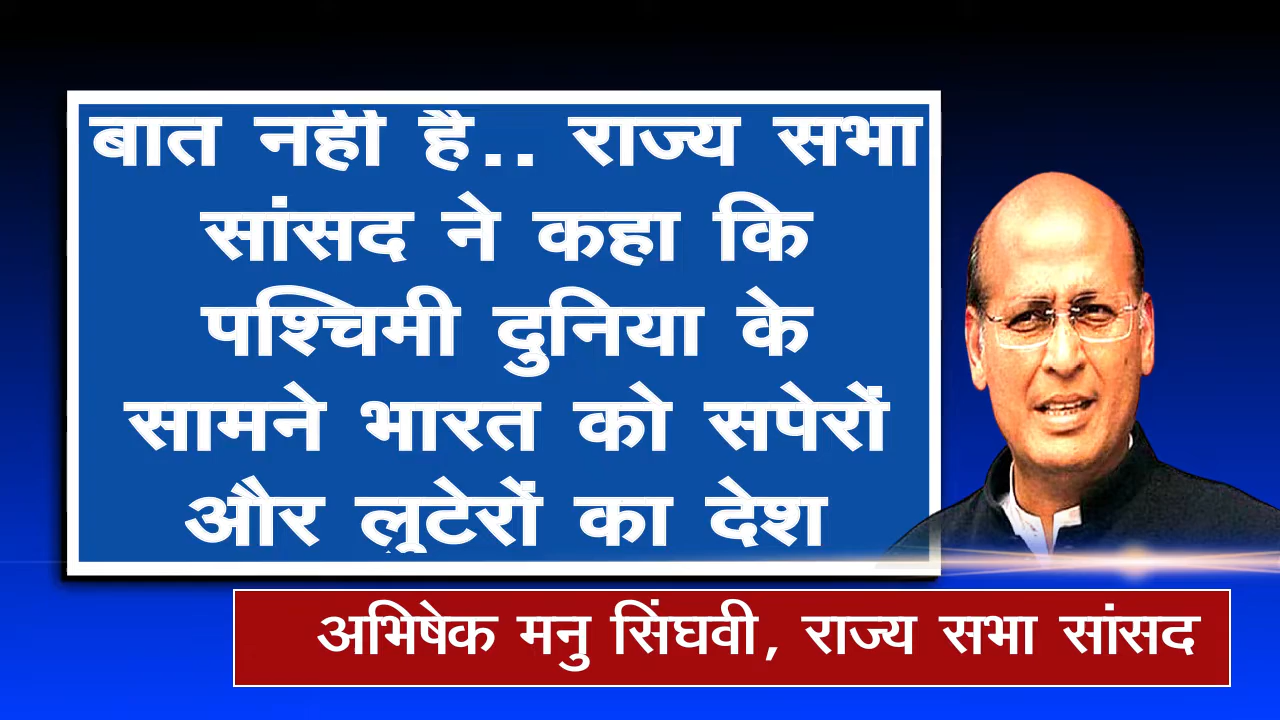 बात नहीं है.. राज्य सभा
सांसद ने कहा कि
पश्चिमी दुनिया के
सामने भारत को सपेरों
और लुटेरों का देश
अभिषेक मनु सिंघवी, राज्य सभा सांसद